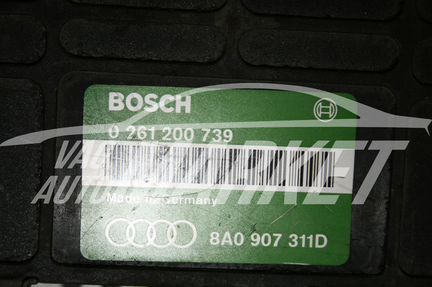 BOSCH
0 261 200 739
Made in Germany
8A0 907 311D